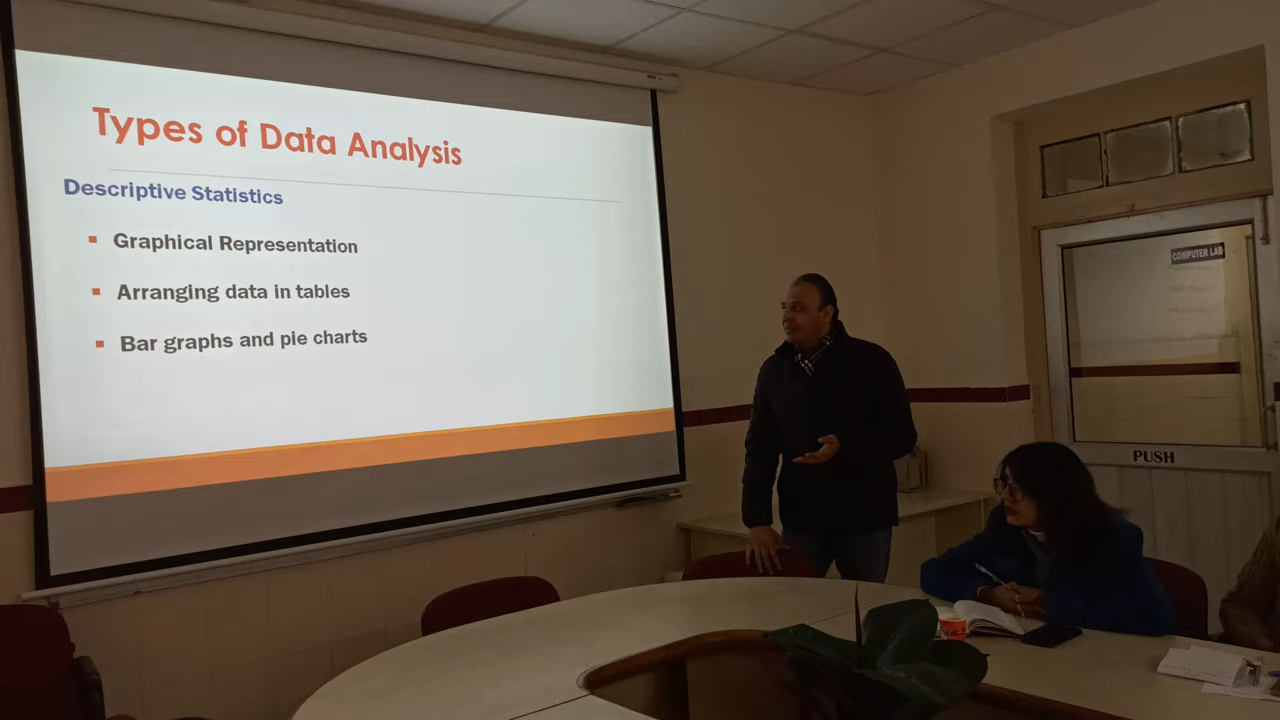 Types of Data Analysis
Descriptive Statistics
Graphical Representation
Arranging data in tables
Bar graphs and pie charts
COMPUTER LAB
PUSH